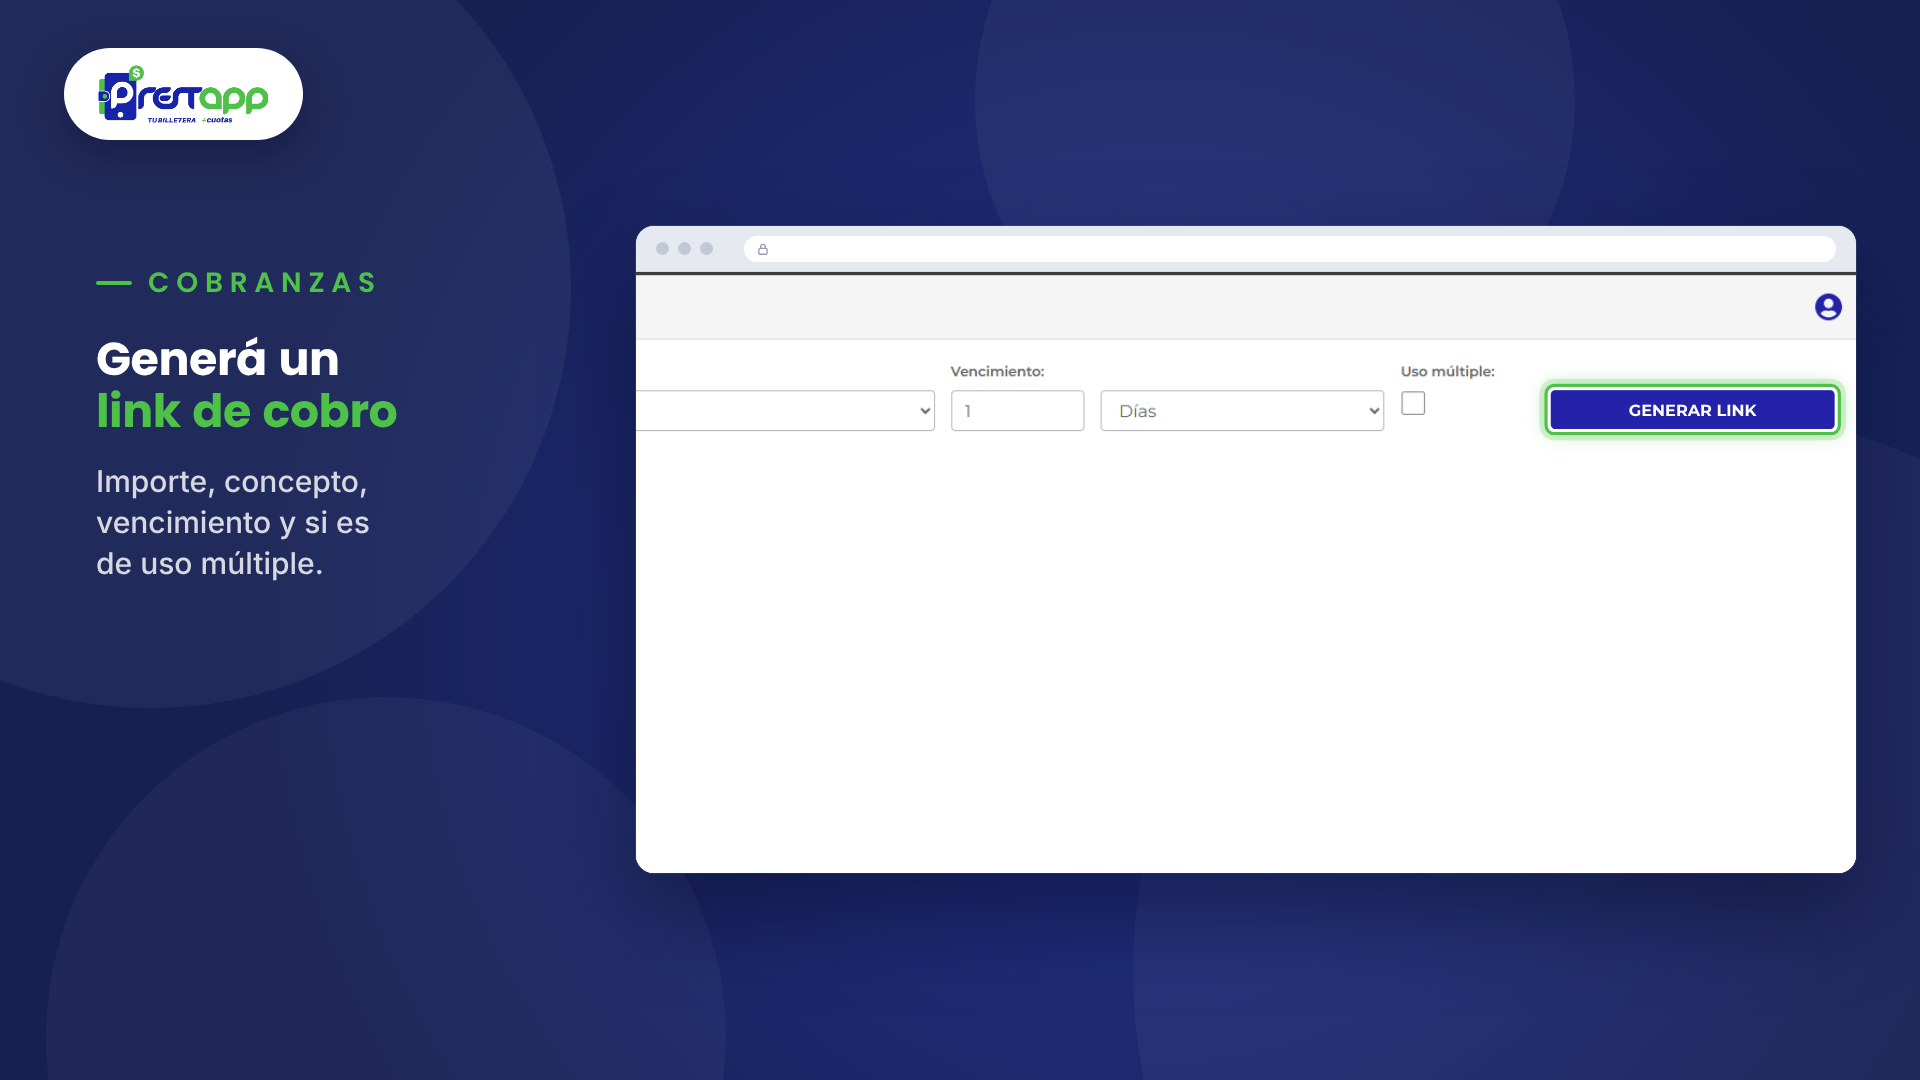 $
Prestapp
TU BILLETERA +cuotas
COBRANZAS
Generá un
link de cobro
Importe, concepto,
vencimiento y si es
de uso múltiple.
Vencimiento:
Uso múltiple:
1
Días
GENERAR LINK